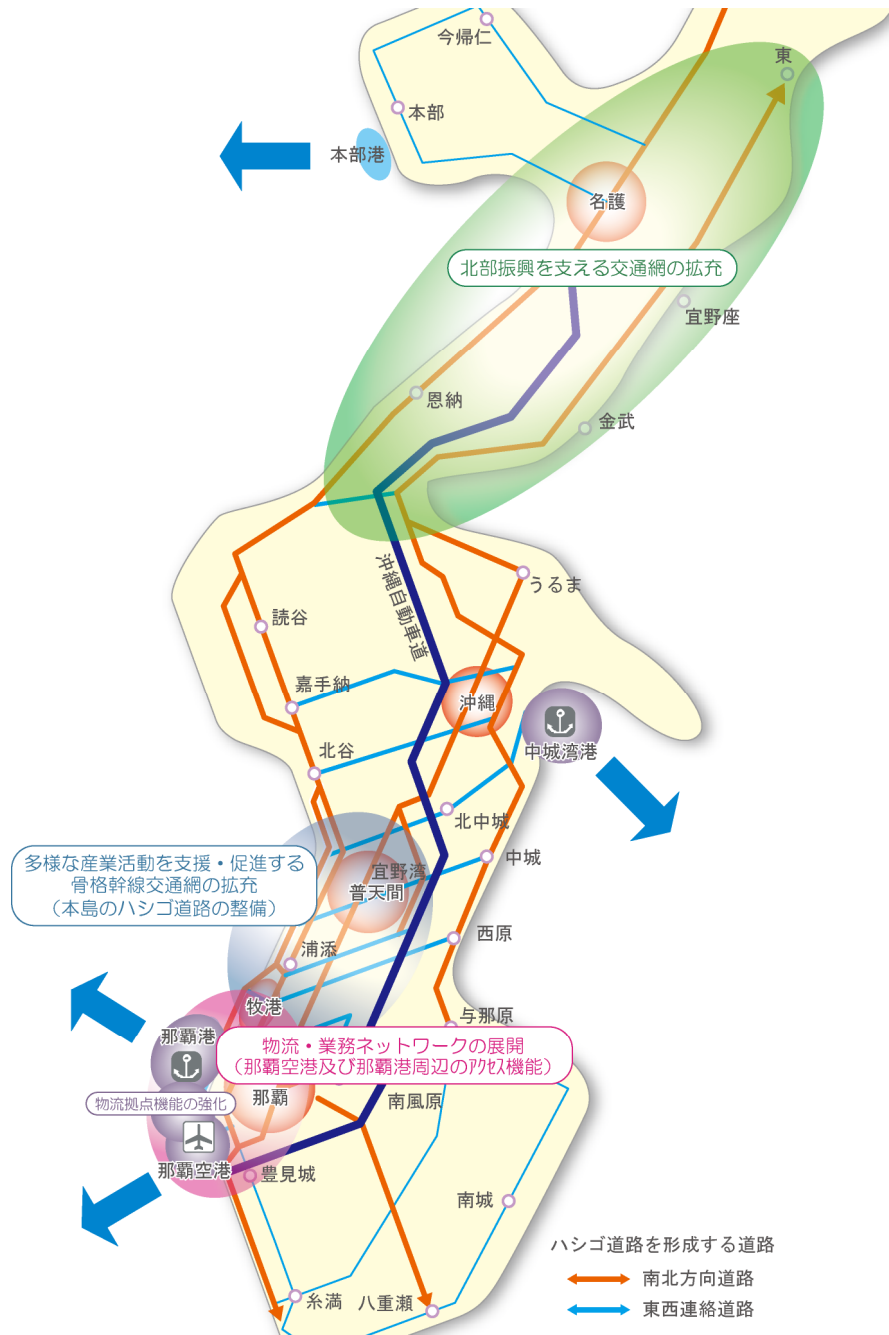 今帰仁
東
本部
本部港
名護
北部振興を支える交通網の拡充
宜野座
恩納
金武
沖縄自動車道
うるま
読谷
嘉手納
沖縄
北谷
中城湾港
北中城
多様な産業活動を支援・促進する
骨格幹線交通網の拡充
（本島のハシゴ道路の整備）
宜野湾
普天間
中城
西原
浦添
牧港
与那原
那覇港
物流・業務ネットワークの展開
（那覇空港及び那覇港周辺のｱｸｾｽ機能）
物流拠点機能の強化
那覇
南風原
那覇空港
豊見城
南城
糸満
八重瀬
ハシゴ道路を形成する道路
南北方向道路
東西連絡道路